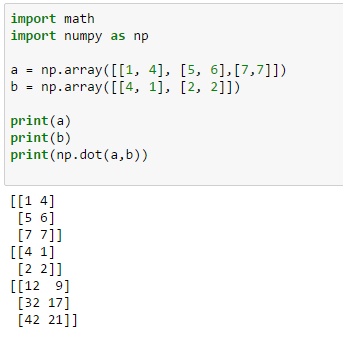 import math
import numpy as np
a = np.array([[1, 4], [5, 6],[7,7]])
b = np.array([[4, 1], [2, 2]])
print(a)
print(b)
print(np.dot(a,b))
[[1 4]
 [5 6]
 [7 7]]
[[4 1]
 [2 2]]
[[12  9]
 [32 17]
 [42 21]]